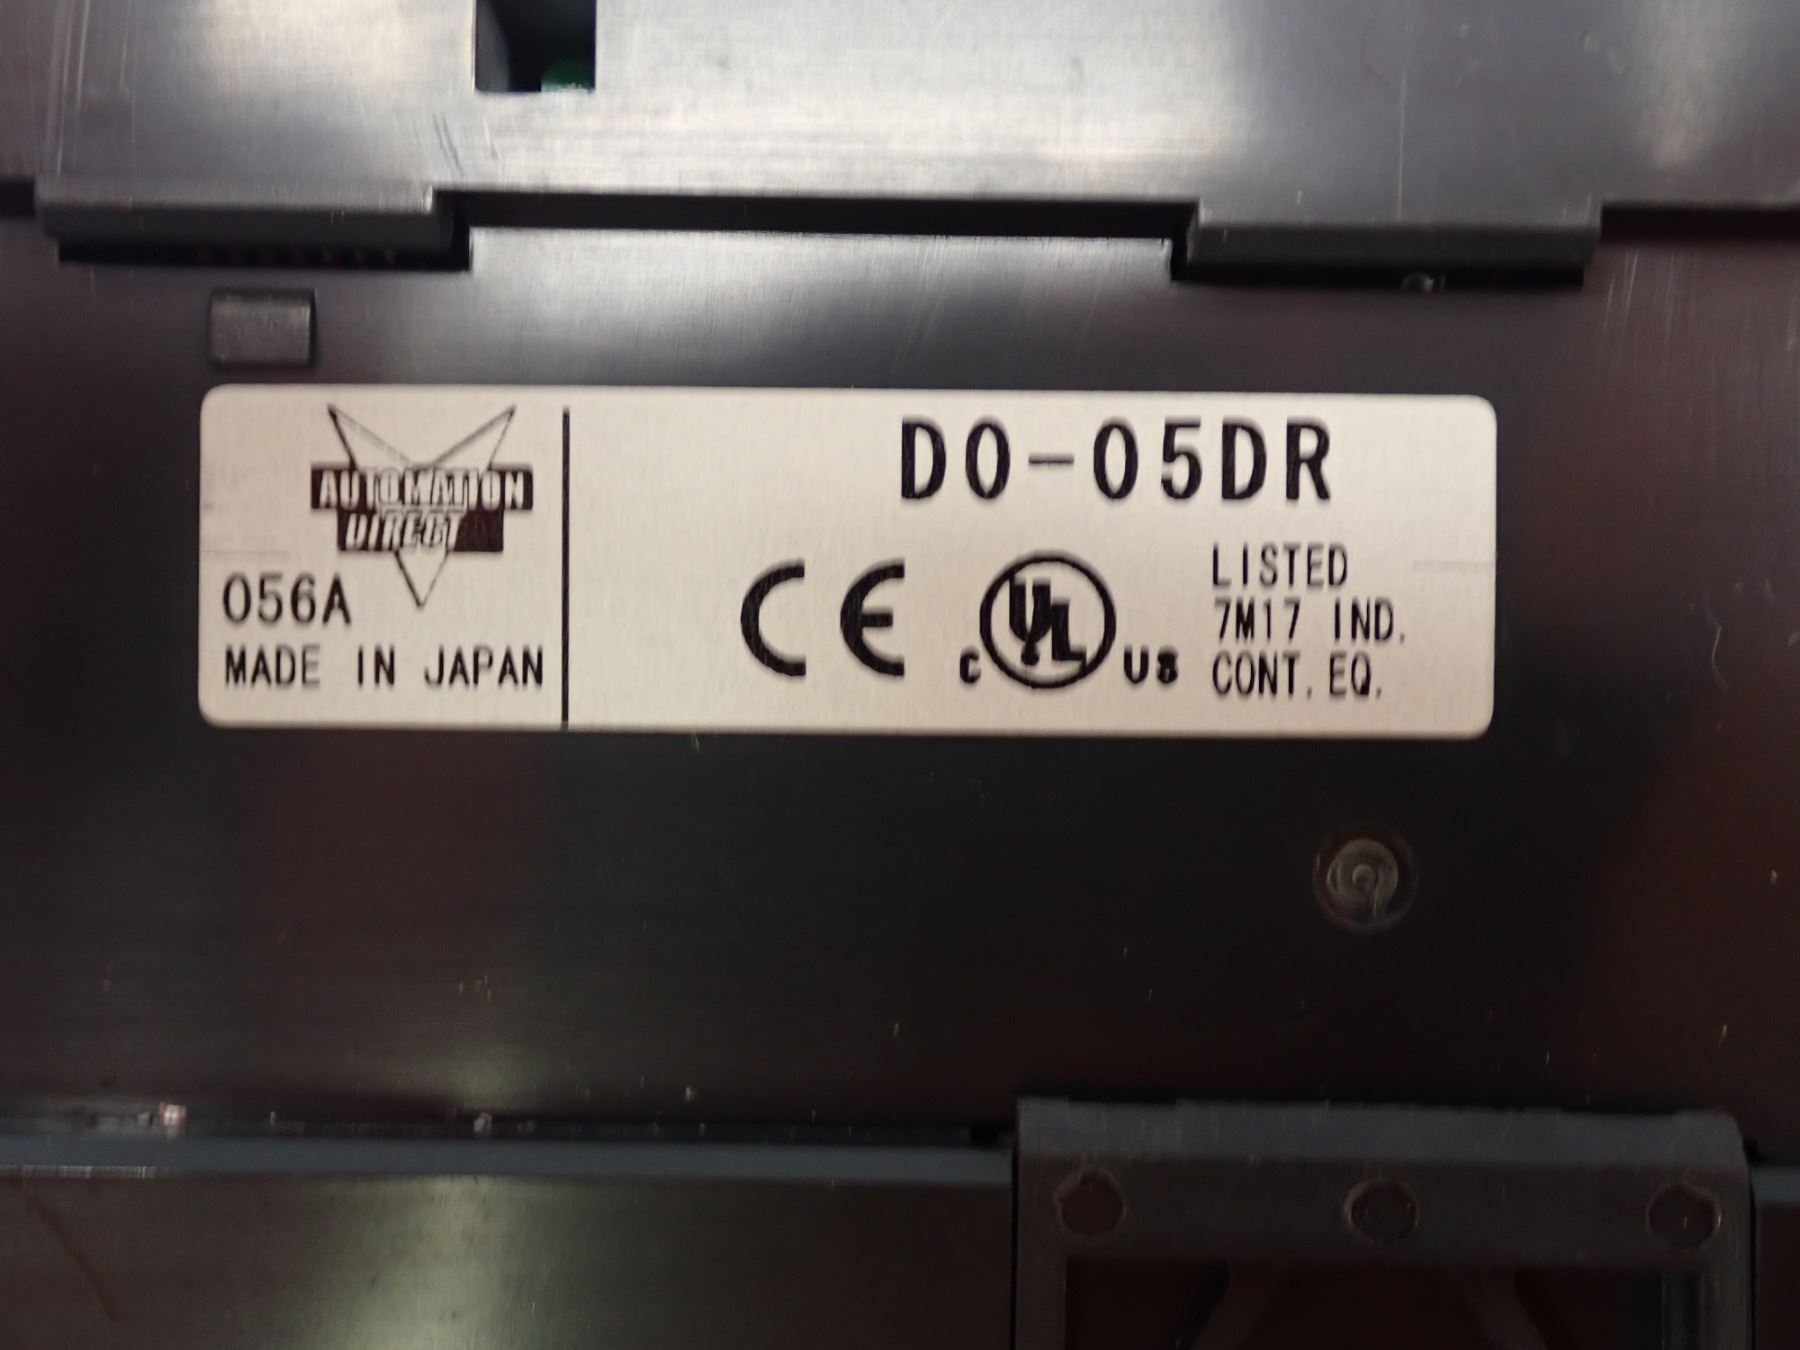 AUTOMATION
DIRECT
056A
MADE IN JAPAN
D0-05DR
CE
C UL US
LISTED
7M17 IND.
CONT. EQ.